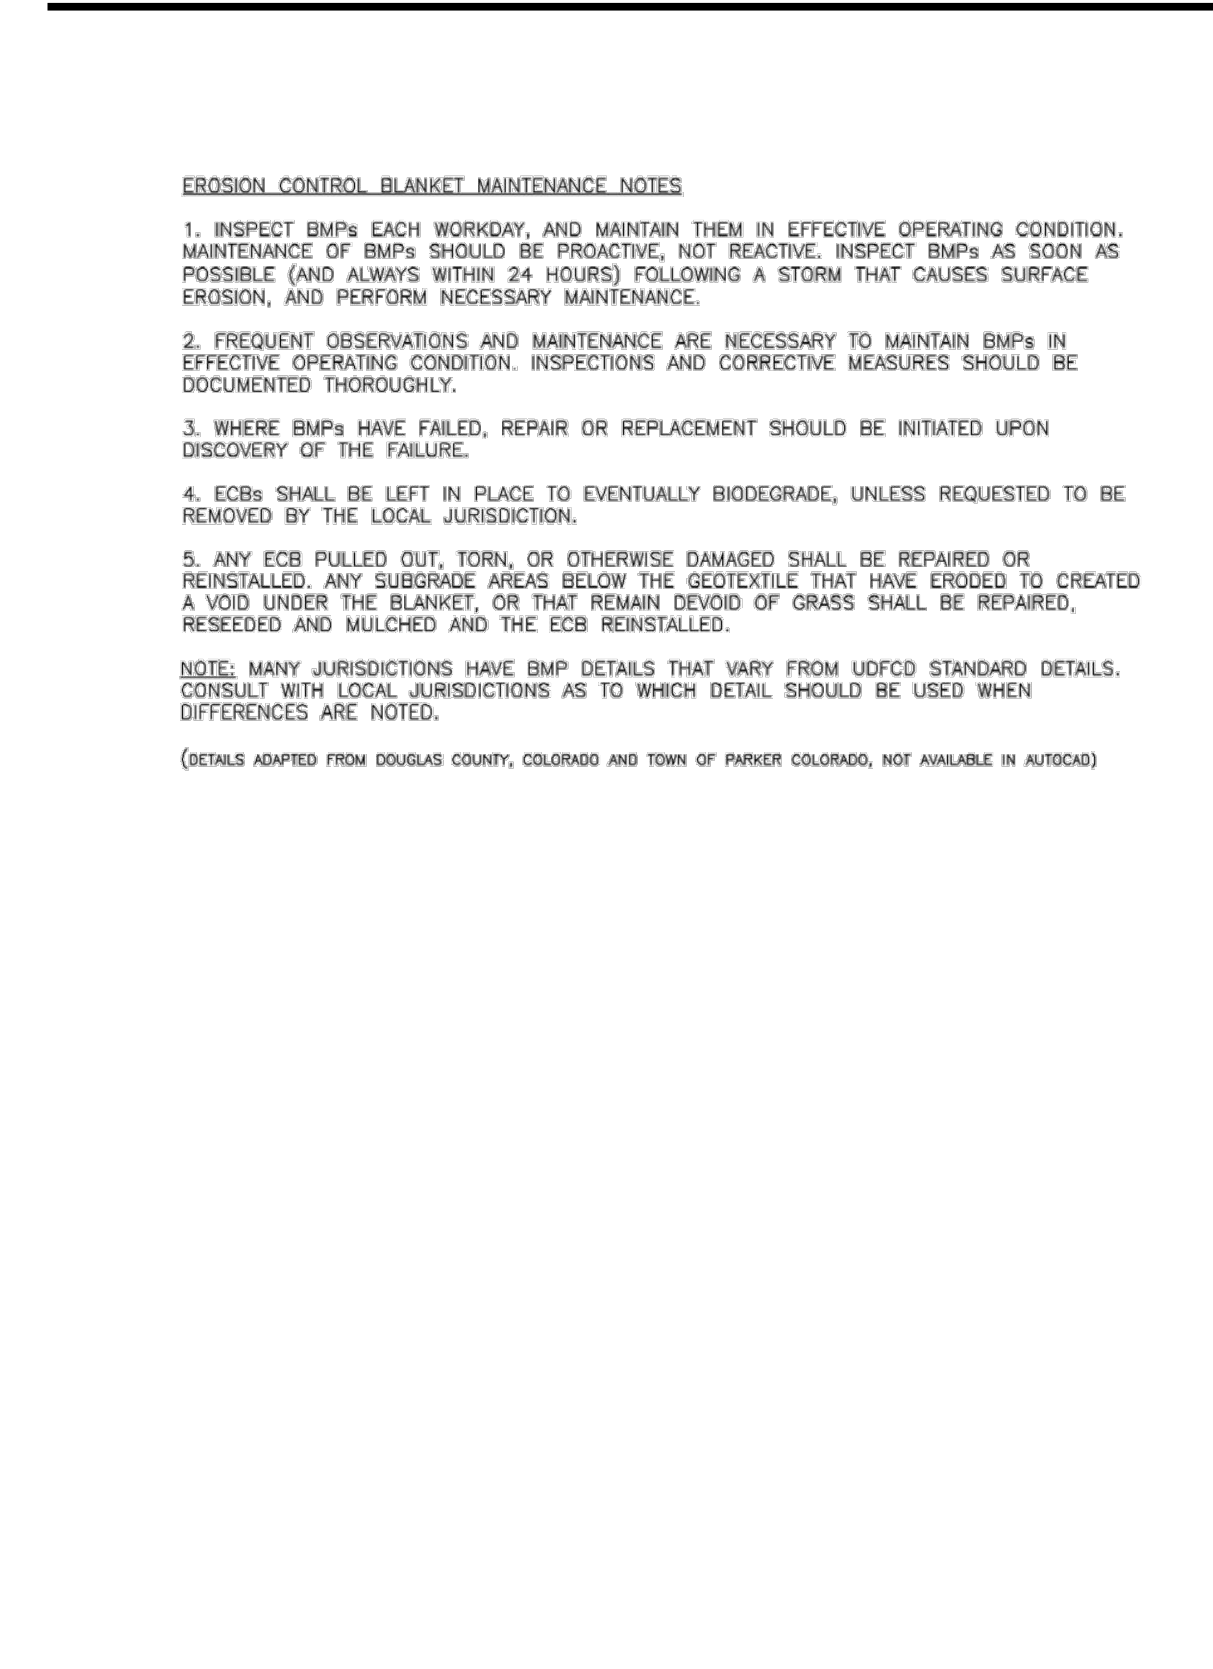 EROSION CONTROL BLANKET MAINTENANCE NOTES
1. INSPECT BMPs EACH WORKDAY, AND MAINTAIN THEM IN EFFECTIVE OPERATING CONDITION.
MAINTENANCE OF BMPs SHOULD BE PROACTIVE, NOT REACTIVE. INSPECT BMPs AS SOON AS
POSSIBLE (AND ALWAYS WITHIN 24 HOURS) FOLLOWING A STORM THAT CAUSES SURFACE
EROSION, AND PERFORM NECESSARY MAINTENANCE.
2. FREQUENT OBSERVATIONS AND MAINTENANCE ARE NECESSARY TO MAINTAIN BMPs IN
EFFECTIVE OPERATING CONDITION. INSPECTIONS AND CORRECTIVE MEASURES SHOULD BE
DOCUMENTED THOROUGHLY.
3. WHERE BMPs HAVE FAILED, REPAIR OR REPLACEMENT SHOULD BE INITIATED UPON
DISCOVERY OF THE FAILURE.
4. ECBs SHALL BE LEFT IN PLACE TO EVENTUALLY BIODEGRADE, UNLESS REQUESTED TO BE
REMOVED BY THE LOCAL JURISDICTION.
5. ANY ECB PULLED OUT, TORN, OR OTHERWISE DAMAGED SHALL BE REPAIRED OR
REINSTALLED. ANY SUBGRADE AREAS BELOW THE GEOTEXTILE THAT HAVE ERODED TO CREATED
A VOID UNDER THE BLANKET, OR THAT REMAIN DEVOID OF GRASS SHALL BE REPAIRED,
RESEEDED AND MULCHED AND THE ECB REINSTALLED.
NOTE: MANY JURISDICTIONS HAVE BMP DETAILS THAT VARY FROM UDFCD STANDARD DETAILS.
CONSULT WITH LOCAL JURISDICTIONS AS TO WHICH DETAIL SHOULD BE USED WHEN
DIFFERENCES ARE NOTED.
(DETAILS ADAPTED FROM DOUGLAS COUNTY, COLORADO AND TOWN OF PARKER COLORADO, NOT AVAILABLE IN AUTOCAD)